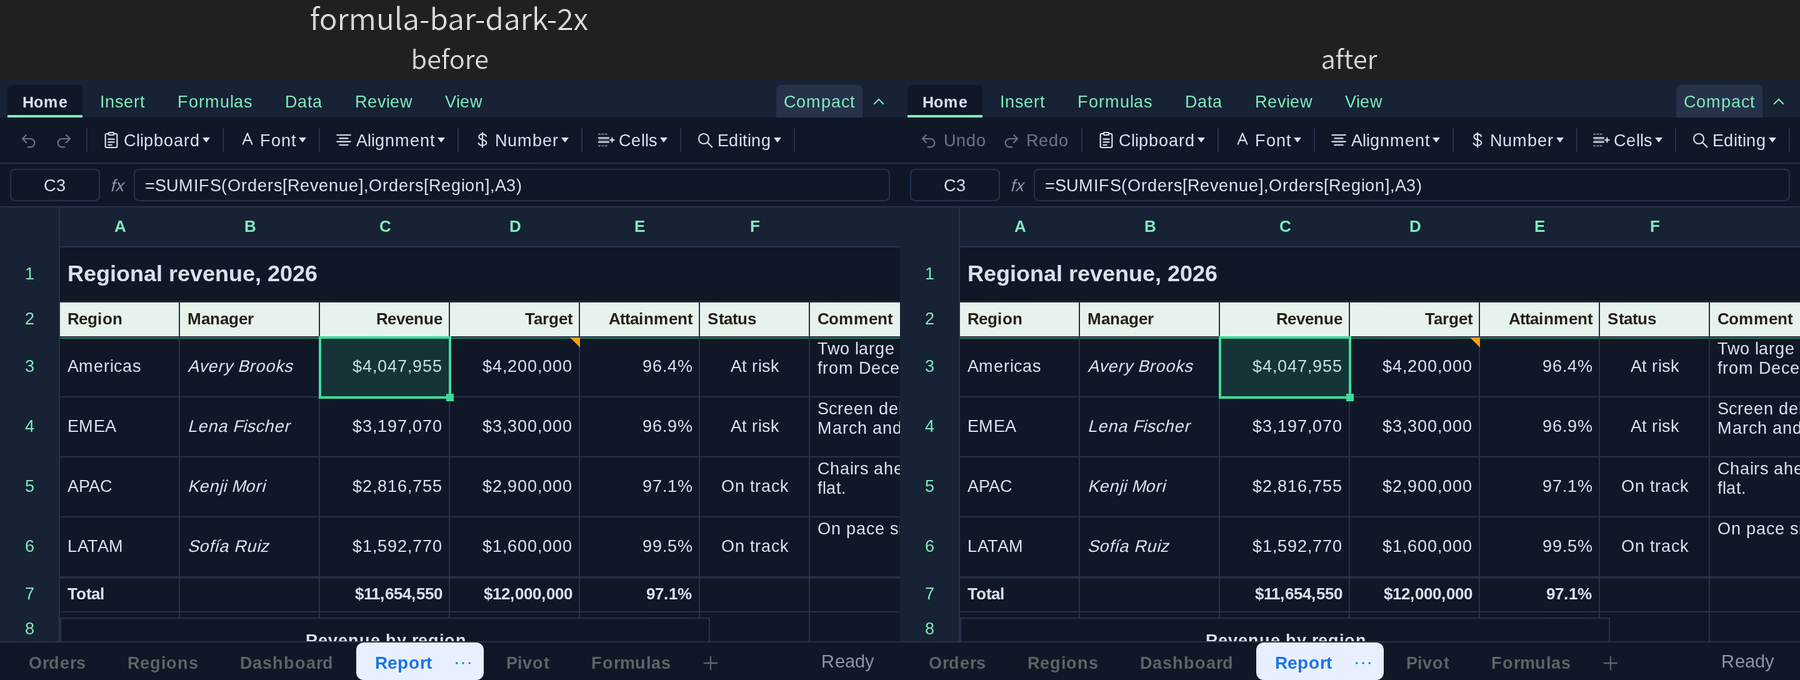 formula-bar-dark-2x
before
after
Home Insert Formulas Data Review View Compact
Clipboard Font Alignment Number Cells Editing
C3 fx =SUMIFS(Orders[Revenue],Orders[Region],A3)
A B C D E F
1 Regional revenue, 2026
2 Region Manager Revenue Target Attainment Status Comment
3 Americas Avery Brooks $4,047,955 $4,200,000 96.4% At risk Two large
from Dece
4 EMEA Lena Fischer $3,197,070 $3,300,000 96.9% At risk Screen de
March and
5 APAC Kenji Mori $2,816,755 $2,900,000 97.1% On track Chairs ahe
flat.
6 LATAM Sofía Ruiz $1,592,770 $1,600,000 99.5% On track On pace s
7 Total $11,654,550 $12,000,000 97.1%
8 Revenue by region
Orders Regions Dashboard Report ··· Pivot Formulas + Ready
Home Insert Formulas Data Review View Compact
Undo Redo Clipboard Font Alignment Number Cells Editing
C3 fx =SUMIFS(Orders[Revenue],Orders[Region],A3)
A B C D E F
1 Regional revenue, 2026
2 Region Manager Revenue Target Attainment Status Comment
3 Americas Avery Brooks $4,047,955 $4,200,000 96.4% At risk Two large
from Dece
4 EMEA Lena Fischer $3,197,070 $3,300,000 96.9% At risk Screen de
March and
5 APAC Kenji Mori $2,816,755 $2,900,000 97.1% On track Chairs ahe
flat.
6 LATAM Sofía Ruiz $1,592,770 $1,600,000 99.5% On track On pace s
7 Total $11,654,550 $12,000,000 97.1%
8 Revenue by region
Orders Regions Dashboard Report ··· Pivot Formulas + Ready